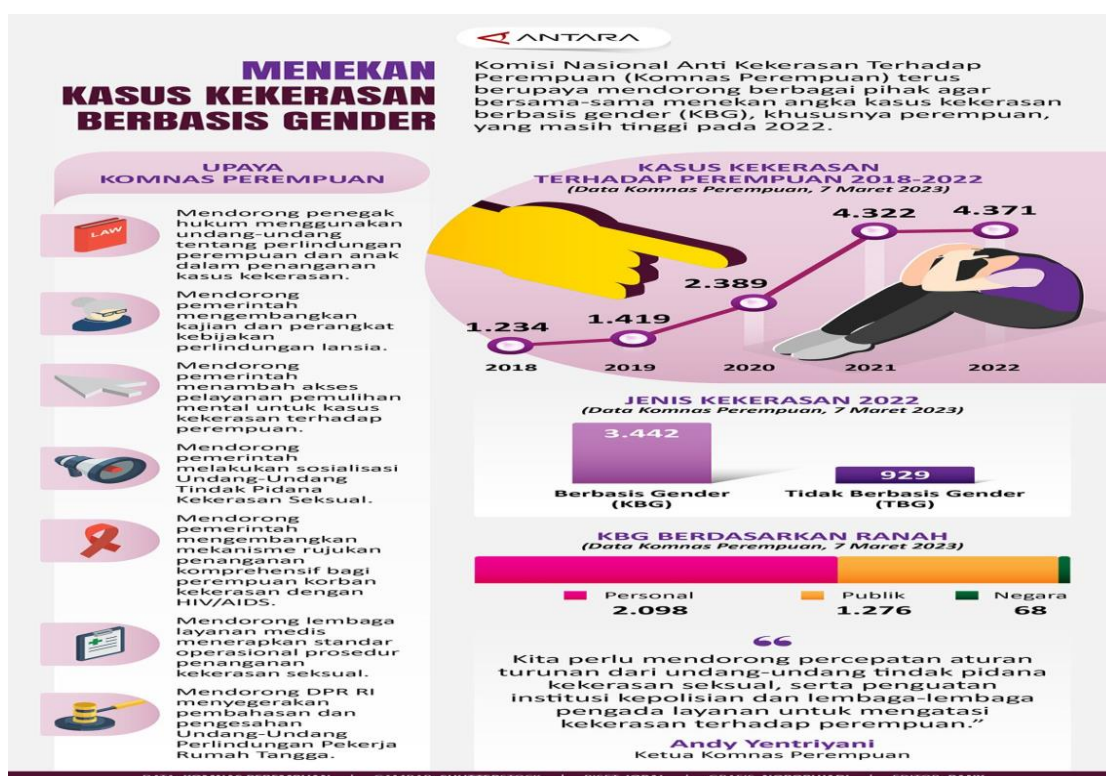 ANTARA
MENEKAN
KASUS KEKERASAN
BERBASIS GENDER
Komisi Nasional Anti Kekerasan Terhadap
Perempuan (Komnas Perempuan) terus
berupaya mendorong berbagai pihak agar
bersama-sama menekan angka kasus kekerasan
berbasis gender (KBG), khususnya perempuan,
yang masih tinggi pada 2022.
UPAYA
KOMNAS PEREMPUAN
LAW
Mendorong penegak
hukum menggunakan
undang-undang
tentang perlindungan
perempuan dan anak
dalam penanganan
kasus kekerasan.
Mendorong
pemerintah
mengembangkan
kajian dan perangkat
kebijakan
perlindungan lansia.
Mendorong
pemerintah
menambah akses
pelayanan pemulihan
mental untuk kasus
kekerasan terhadap
perempuan.
Mendorong
pemerintah
melakukan sosialisasi
Undang-Undang
Tindak Pidana
Kekerasan Seksual.
Mendorong
pemerintah
mengembangkan
mekanisme rujukan
penanganan
komprehensif bagi
perempuan korban
kekerasan dengan
HIV/AIDS.
Mendorong lembaga
layanan medis
menerapkan standar
operasional prosedur
penanganan
kekerasan seksual.
Mendorong DPR RI
menyegerakan
pembahasan dan
pengesahan
Undang-Undang
Perlindungan Pekerja
Rumah Tangga.
KASUS KEKERASAN
TERHADAP PEREMPUAN 2018-2022
(Data Komnas Perempuan, 7 Maret 2023)
1.234
1.419
2.389
4.322
4.371
2018 2019 2020 2021 2022
JENIS KEKERASAN 2022
(Data Komnas Perempuan, 7 Maret 2023)
3.442
929
Berbasis Gender
(KBG)
Tidak Berbasis Gender
(TBG)
KBG BERDASARKAN RANAH
(Data Komnas Perempuan, 7 Maret 2023)
Personal
2.098
Publik
1.276
Negara
68
“
Kita perlu mendorong percepatan aturan
turunan dari undang-undang tindak pidana
kekerasan seksual, serta penguatan
institusi kepolisian dan lembaga-lembaga
pengada layanan untuk mengatasi
kekerasan terhadap perempuan.”
Andy Yentriyani
Ketua Komnas Perempuan